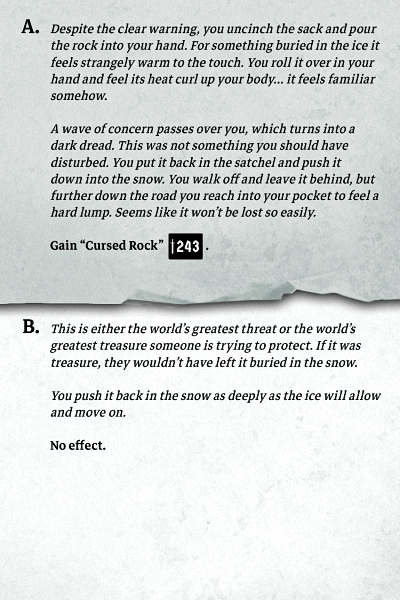 A. Despite the clear warning, you uncinch the sack and pour
the rock into your hand. For something buried in the ice it
feels strangely warm to the touch. You roll it over in your
hand and feel its heat curl up your body... it feels familiar
somehow.
A wave of concern passes over you, which turns into a
dark dread. This was not something you should have
disturbed. You put it back in the satchel and push it
down into the snow. You walk off and leave it behind, but
further down the road you reach into your pocket to feel a
hard lump. Seems like it won't be lost so easily.
Gain “Cursed Rock” 243 .
B. This is either the world's greatest threat or the world's
greatest treasure someone is trying to protect. If it was
treasure, they wouldn't have left it buried in the snow.
You push it back in the snow as deeply as the ice will allow
and move on.
No effect.